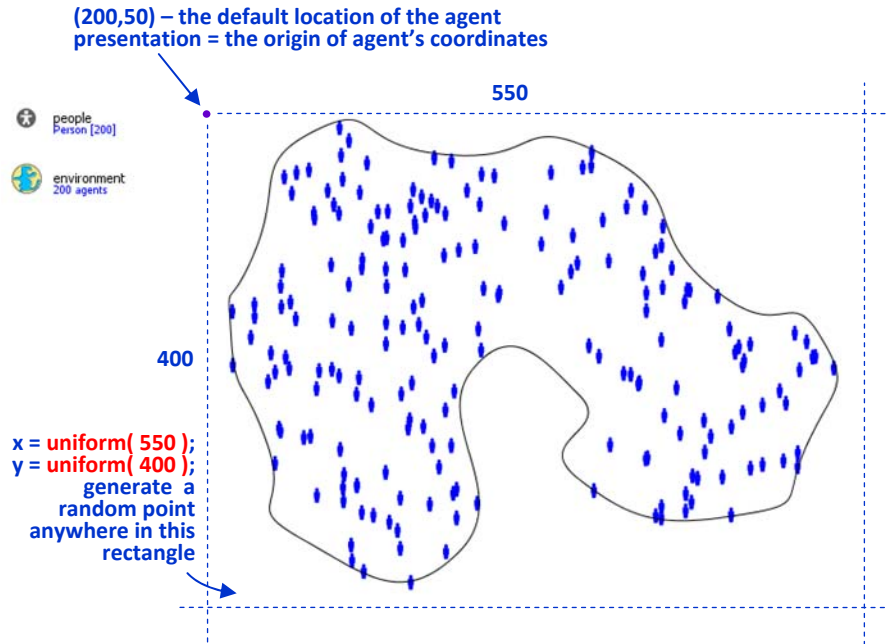 (200,50) – the default location of the agent
presentation = the origin of agent's coordinates
550
people
Person [200]
environment
200 agents
400
x = uniform( 550 );
y = uniform( 400 );
generate a
random point
anywhere in this
rectangle